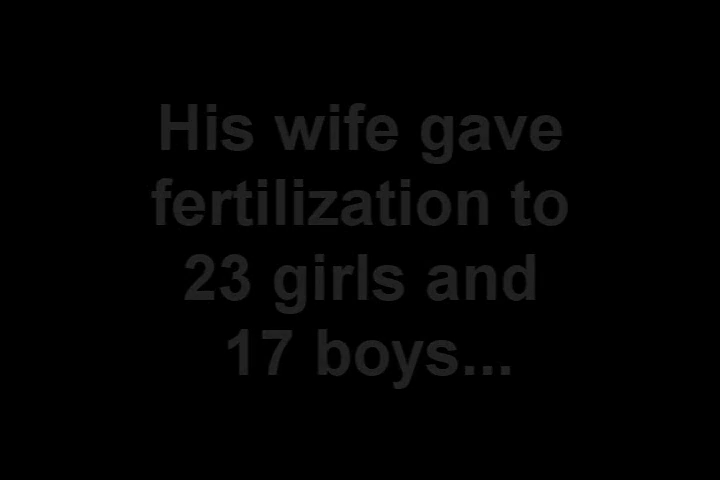 His wife gave
fertilization to
23 girls and
17 boys...